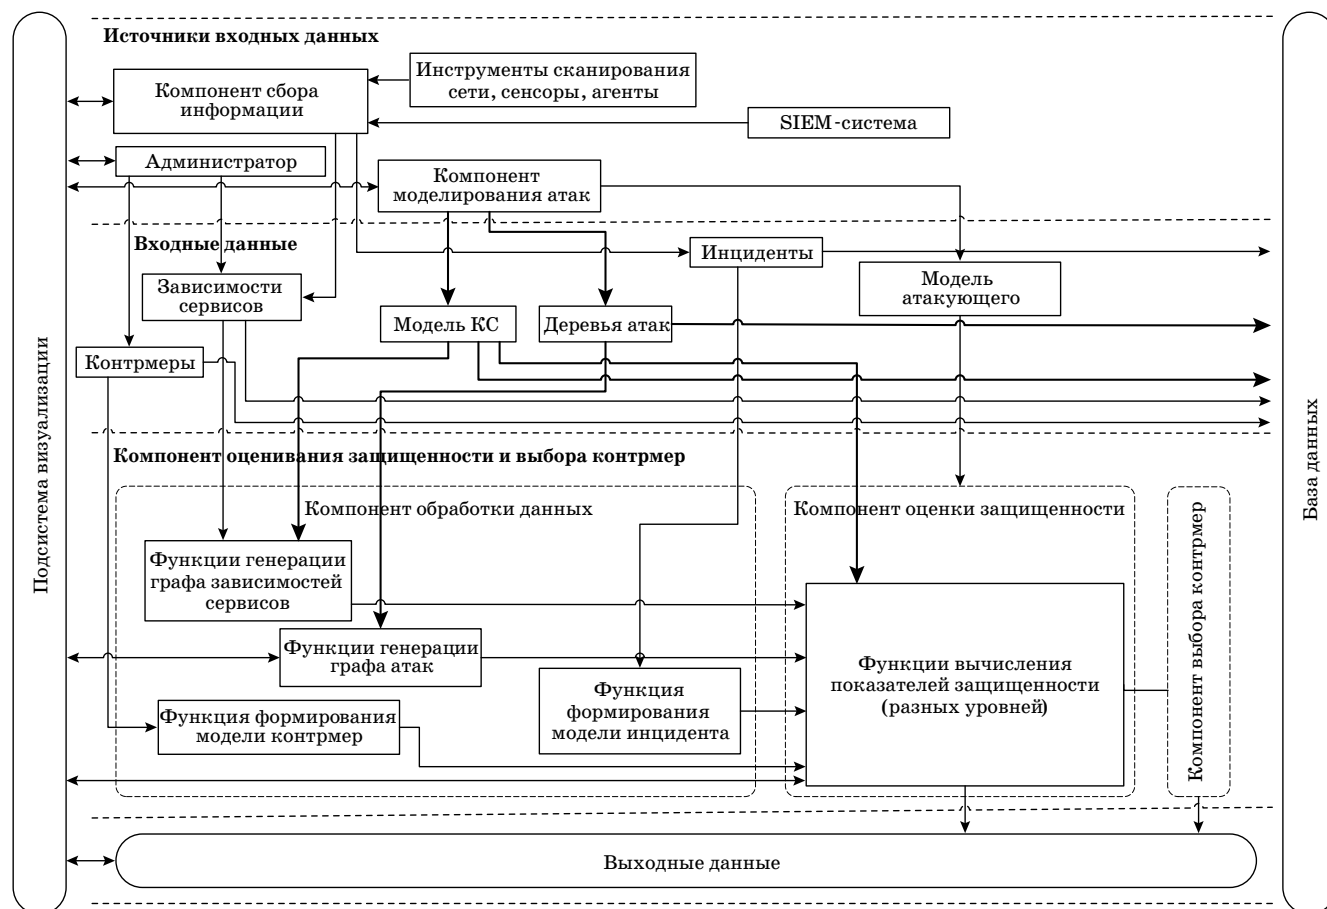 Источники входных данных
Инструменты сканирования
сети, сенсоры, агенты
Компонент сбора
информации
SIEM-система
Администратор
Компонент
моделирования атак
Входные данные
Инциденты
Модель
атакующего
Зависимости
сервисов
Модель КС
Деревья атак
Контрмеры
Подсистема визуализации
База данных
Компонент оценивания защищенности и выбора контрмер
Компонент обработки данных
Компонент оценки защищенности
Компонент выбора контрмер
Функции генерации
графа зависимостей
сервисов
Функции генерации
графа атак
Функция
формирования
модели инцидента
Функции вычисления
показателей защищенности
(разных уровней)
Функция формирования
модели контрмер
Выходные данные